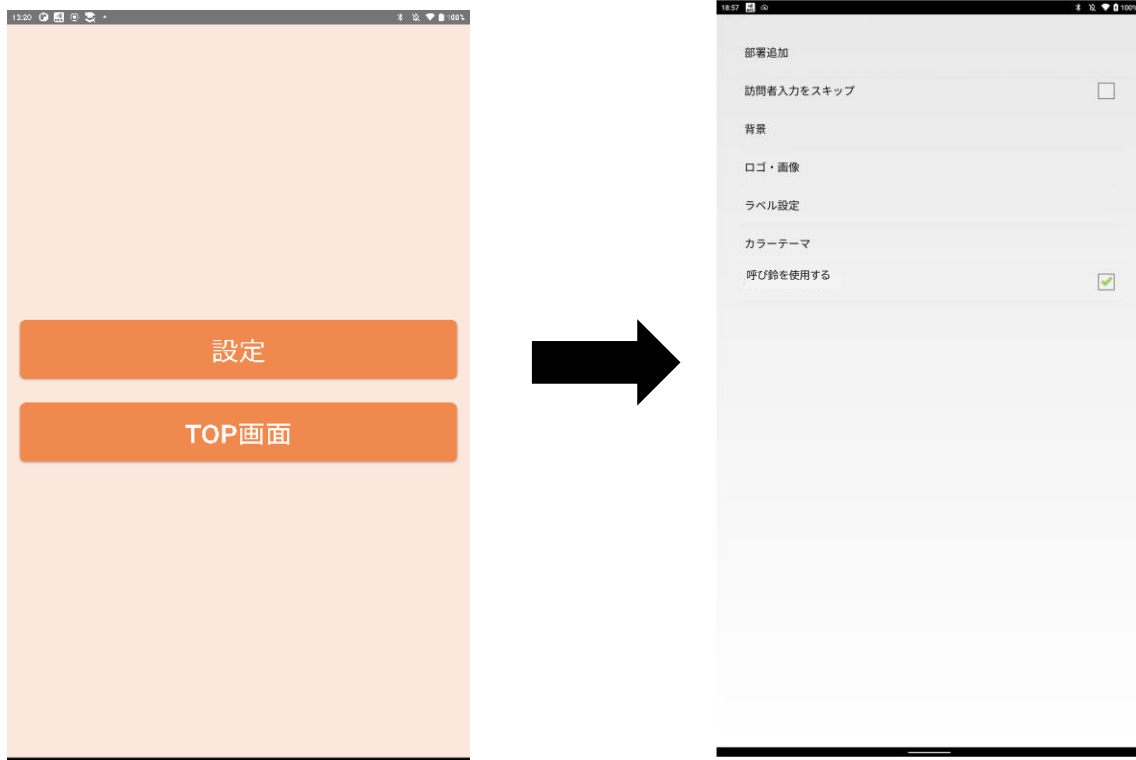 13:20
100%
設定
TOP画面
18:57
100%
部署追加
訪問者入力をスキップ
背景
ロゴ・画像
ラベル設定
カラーテーマ
呼び鈴を使用する